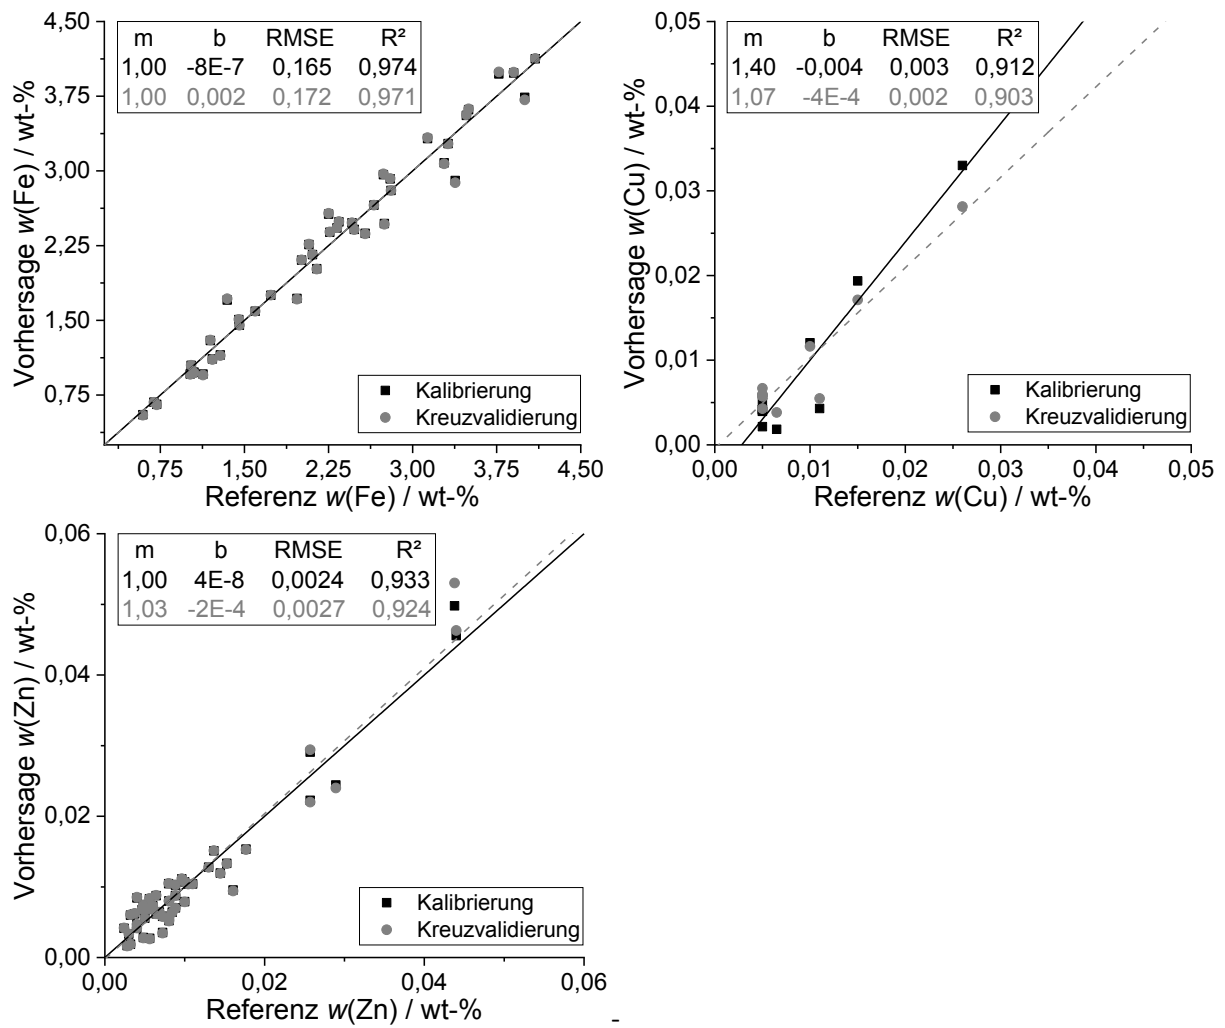 4,50
3,75
3,00
2,25
1,50
0,75
Vorhersage w(Fe) / wt-%
m b RMSE R²
1,00 -8E-7 0,165 0,974
1,00 0,002 0,172 0,971
Kalibrierung
Kreuzvalidierung
0,75 1,50 2,25 3,00 3,75 4,50
Referenz w(Fe) / wt-%
0,05
0,04
0,03
0,02
0,01
0,00
Vorhersage w(Cu) / wt-%
m b RMSE R²
1,40 -0,004 0,003 0,912
1,07 -4E-4 0,002 0,903
Kalibrierung
Kreuzvalidierung
0,00 0,01 0,02 0,03 0,04 0,05
Referenz w(Cu) / wt-%
0,06
0,04
0,02
0,00
Vorhersage w(Zn) / wt-%
m b RMSE R²
1,00 4E-8 0,0024 0,933
1,03 -2E-4 0,0027 0,924
Kalibrierung
Kreuzvalidierung
0,00 0,02 0,04 0,06
Referenz w(Zn) / wt-%